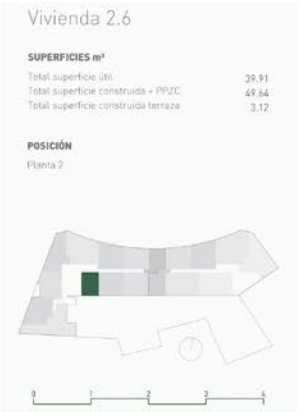 Vivienda 2.6
SUPERFICIES m²
Total superficie útil 39.91
Total superficie construida + PPZC 49.64
Total superficie construida terraza 3.12
POSICIÓN
Planta 2
0 1 2 3 4